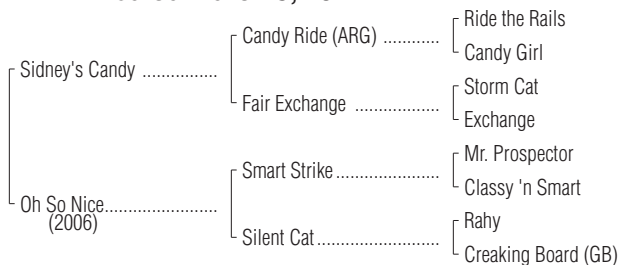 Ride the Rails
Candy Ride (ARG) ............
Candy Girl
Sidney's Candy ................
Storm Cat
Fair Exchange ..................
Exchange
Mr. Prospector
Smart Strike......................
Classy 'n Smart
Oh So Nice........................
(2006)
Rahy
Silent Cat..........................
Creaking Board (GB)